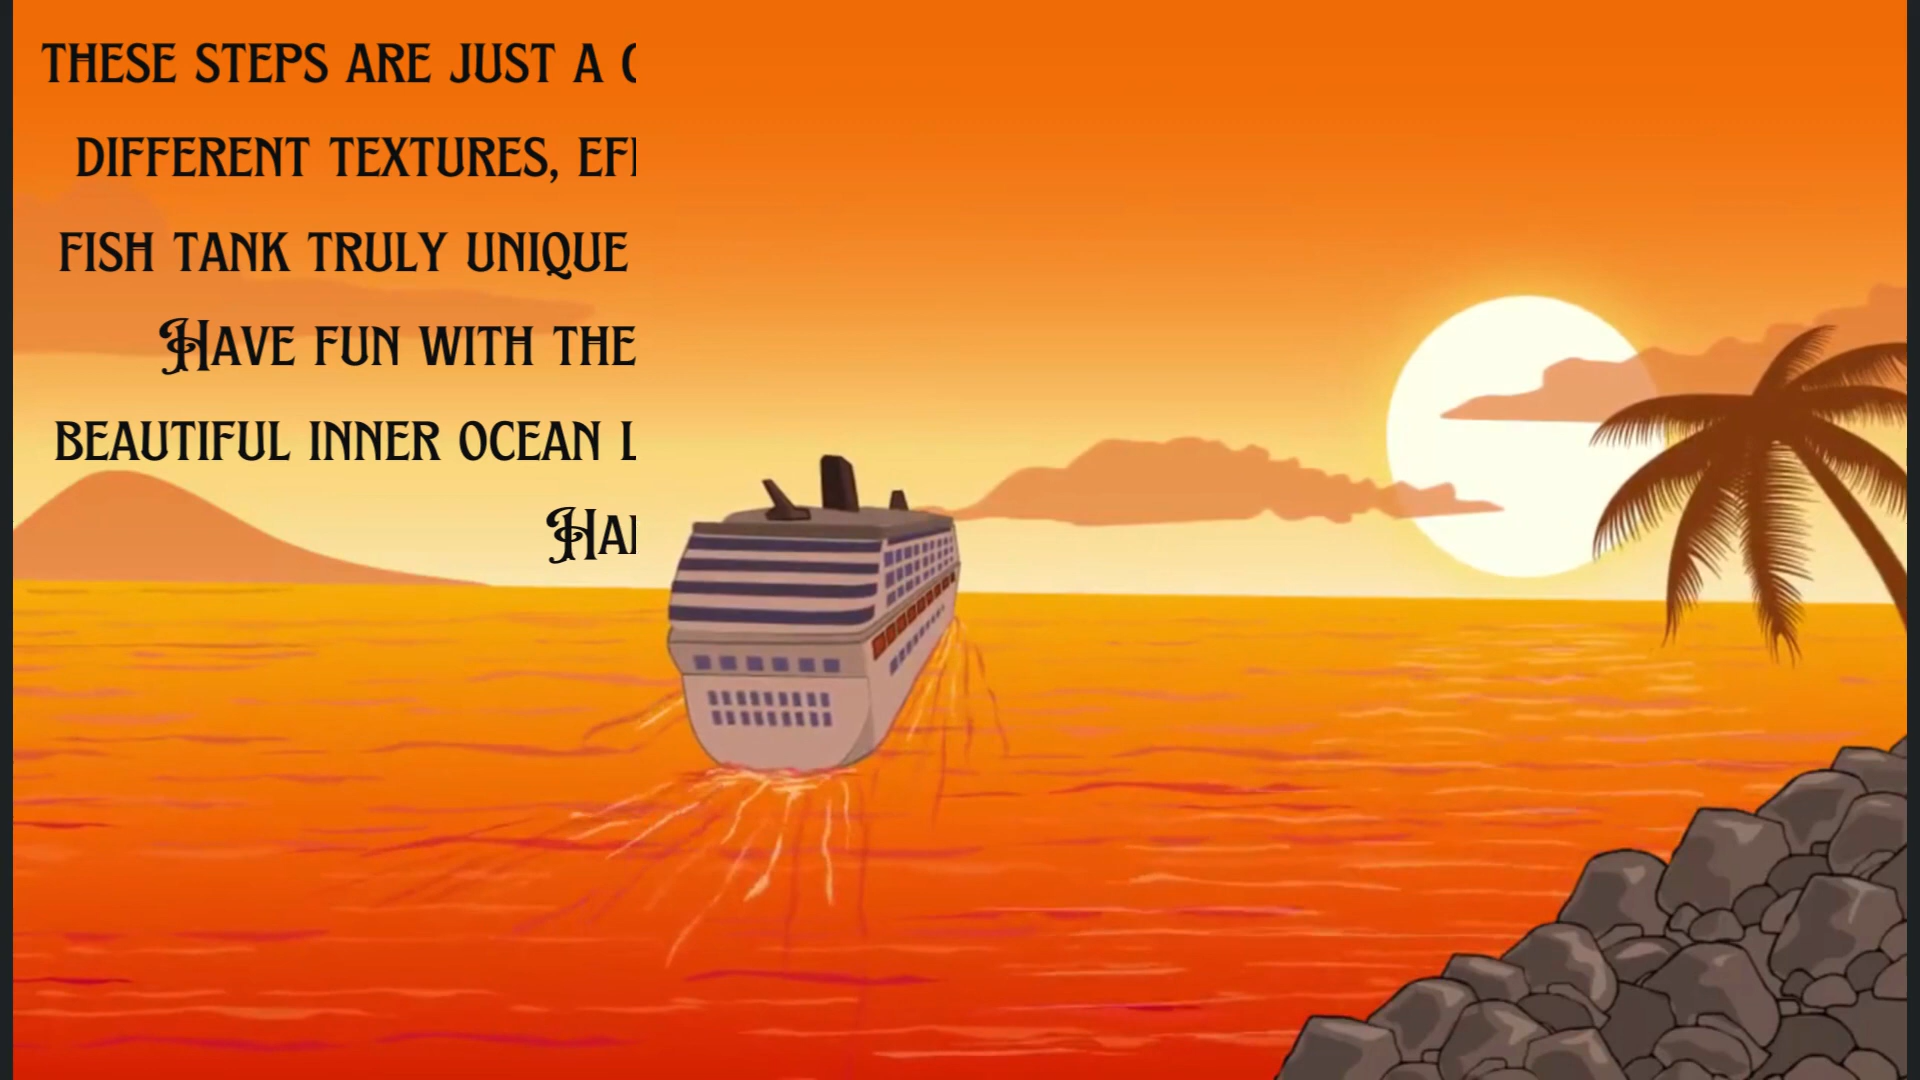 THESE STEPS ARE JUST A
DIFFERENT TEXTURES,
FISH TANK TRULY UNIQUE
HAVE FUN WITH THE
BEAUTIFUL INNER OCEAN